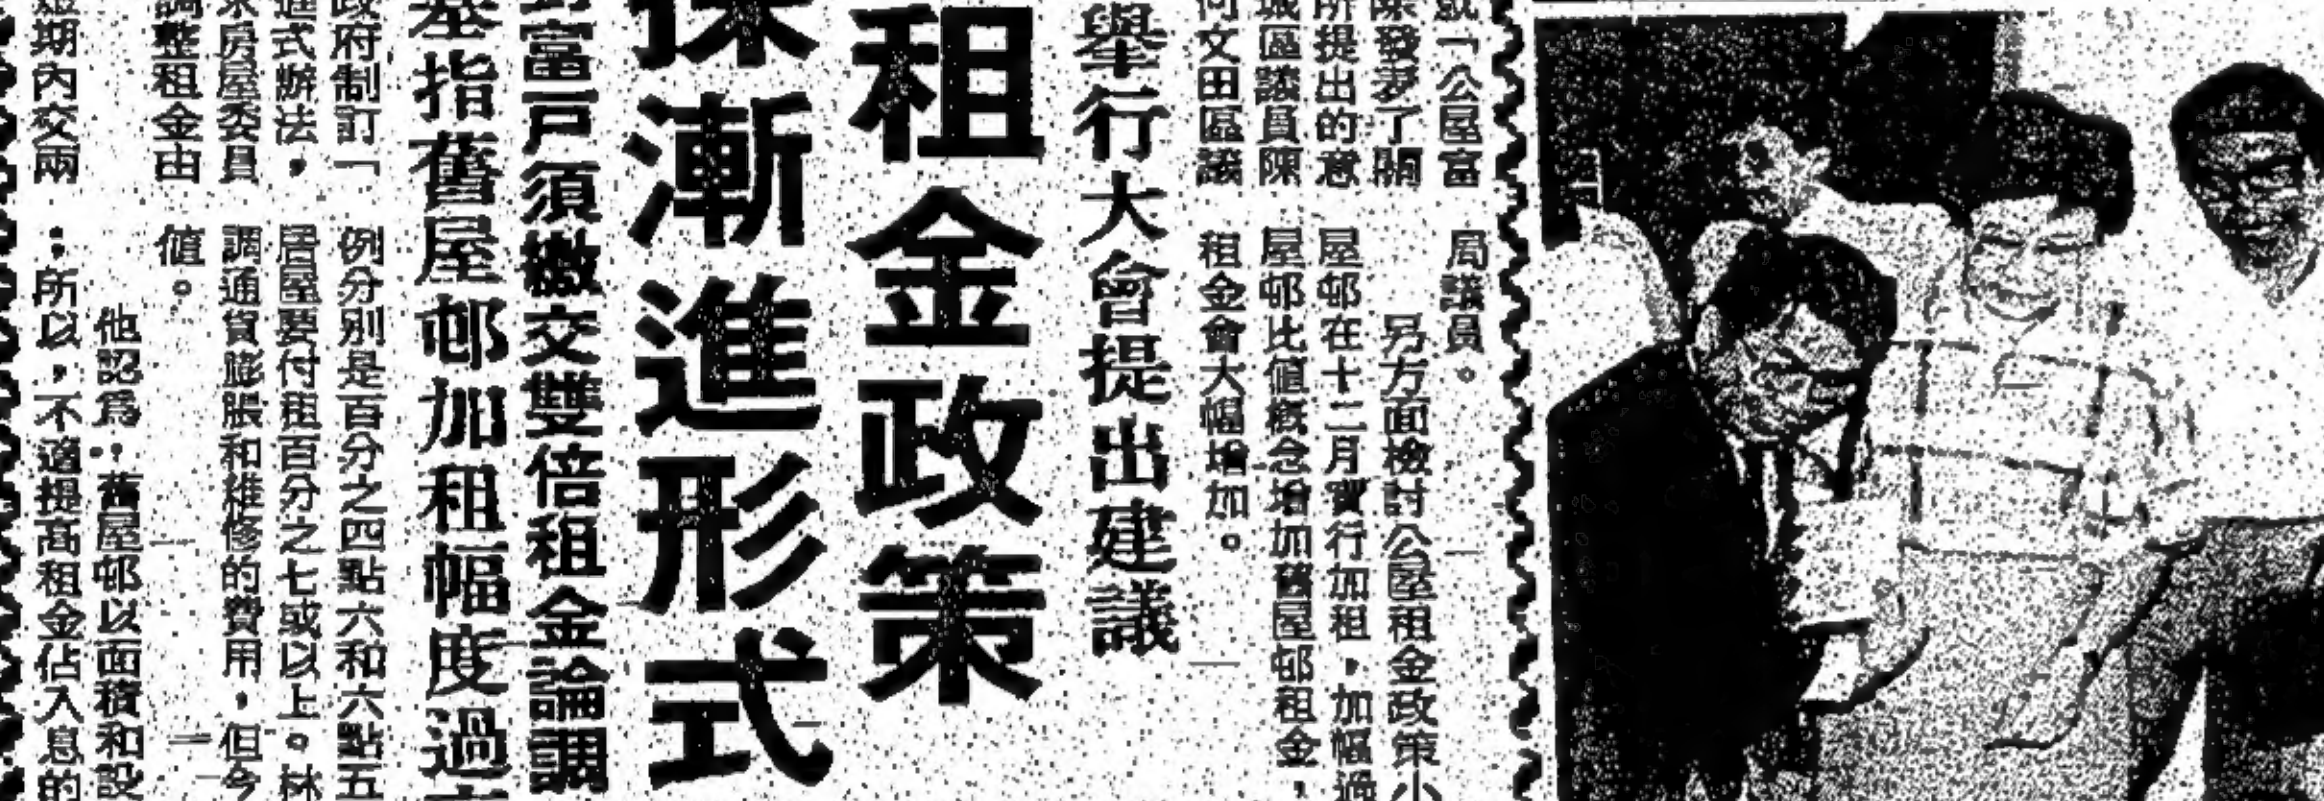 就「公屋富
發夢了關
所提出的意
城區議員陳
何文田區議
局議員。
另方面檢討公屋租金政策小
屋邨在十二月實行加租，加幅過
屋邨比值概念增加舊屋邨租金，
租金會大幅增加。
舉行大會提出建議
租金政策
採漸進形式
富戶須繳交雙倍租金論調
基指舊屋邨加租幅度過
政府制訂「
進式辦法，
求房屋委員
調整租金由
短期內交兩
例分別是百分之四點六和六點五
居屋要付租百分之七或以上。林
調通貨膨脹和維修的費用，但今
值。
他認為：舊屋邨以面積和設
；所以，不適提高租金佔入息的